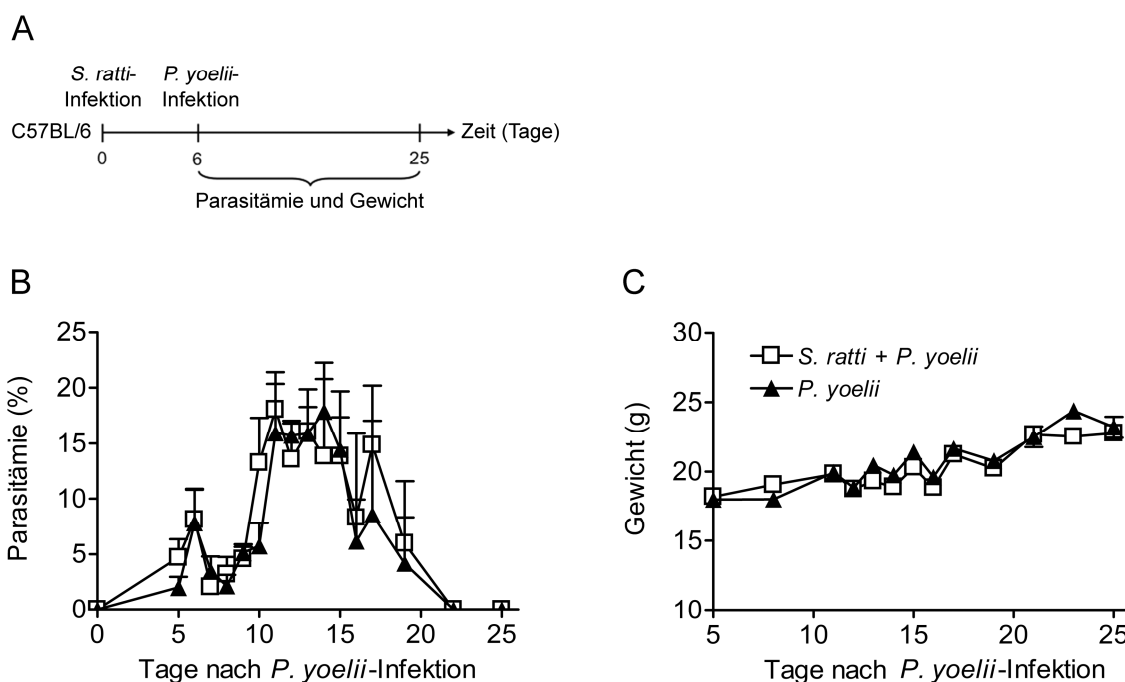 A
S. ratti- P. yoelii-
Infektion Infektion
C57BL/6 Zeit (Tage)
0 6 25
Parasitämie und Gewicht
B
25
20
15
10
5
0
Parasitämie (%)
0 5 10 15 20 25
Tage nach P. yoelii-Infektion
C
30
25
20
15
10
Gewicht (g)
S. ratti + P. yoelii
P. yoelii
5 10 15 20 25
Tage nach P. yoelii-Infektion